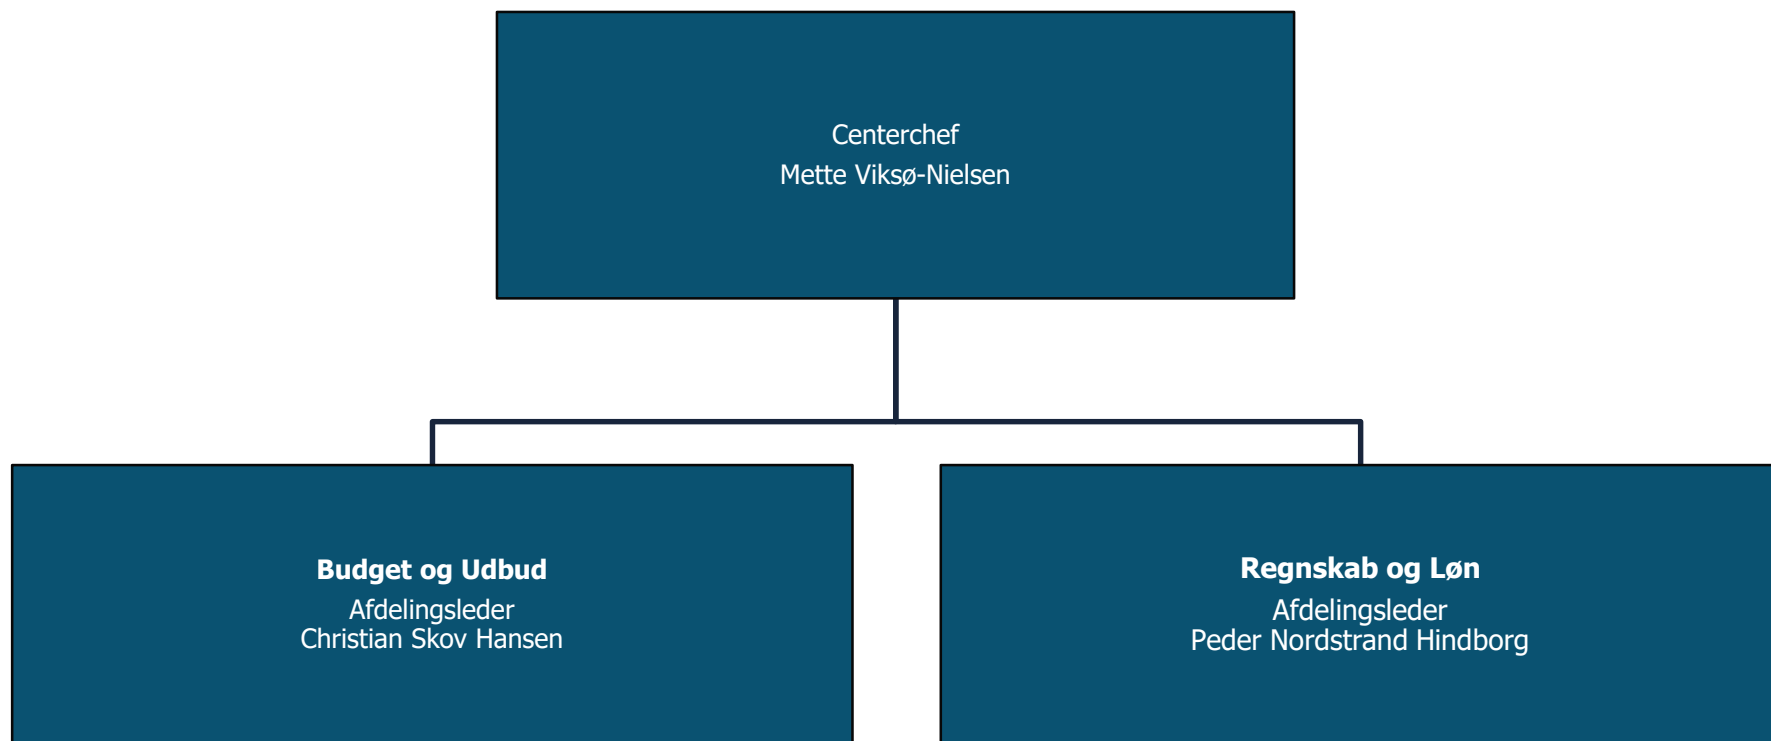 Centerchef
Mette Viksø-Nielsen
Budget og Udbud
Afdelingsleder
Christian Skov Hansen
Regnskab og Løn
Afdelingsleder
Peder Nordstrand Hindborg